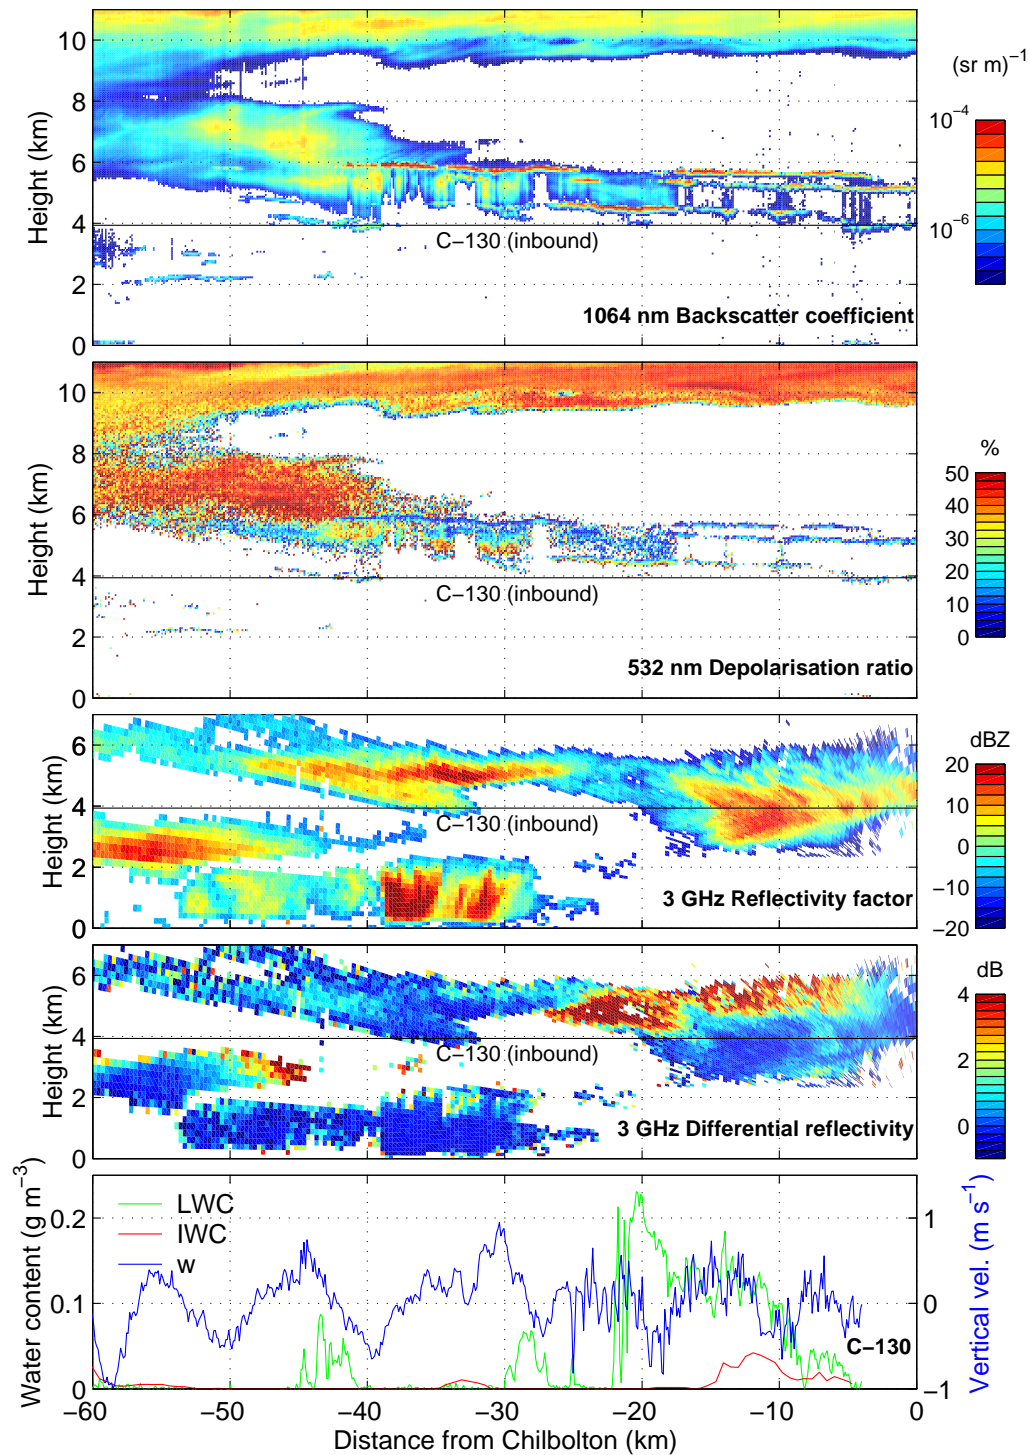 10
8
6
4
2
0
Height (km)
C−130 (inbound)
1064 nm Backscatter coefficient
(sr m)⁻¹
10⁻⁴
10⁻⁶
10
8
6
4
2
0
Height (km)
C−130 (inbound)
532 nm Depolarisation ratio
%
50
40
30
20
10
0
6
4
2
0
Height (km)
C−130 (inbound)
3 GHz Reflectivity factor
dBZ
20
10
0
−10
−20
6
4
2
0
Height (km)
C−130 (inbound)
3 GHz Differential reflectivity
dB
4
2
0
Water content (g m⁻³)
0.2
0.1
0
LWC
IWC
w
C−130
1
0
−1
Vertical vel. (m s⁻¹)
−60 −50 −40 −30 −20 −10 0
Distance from Chilbolton (km)